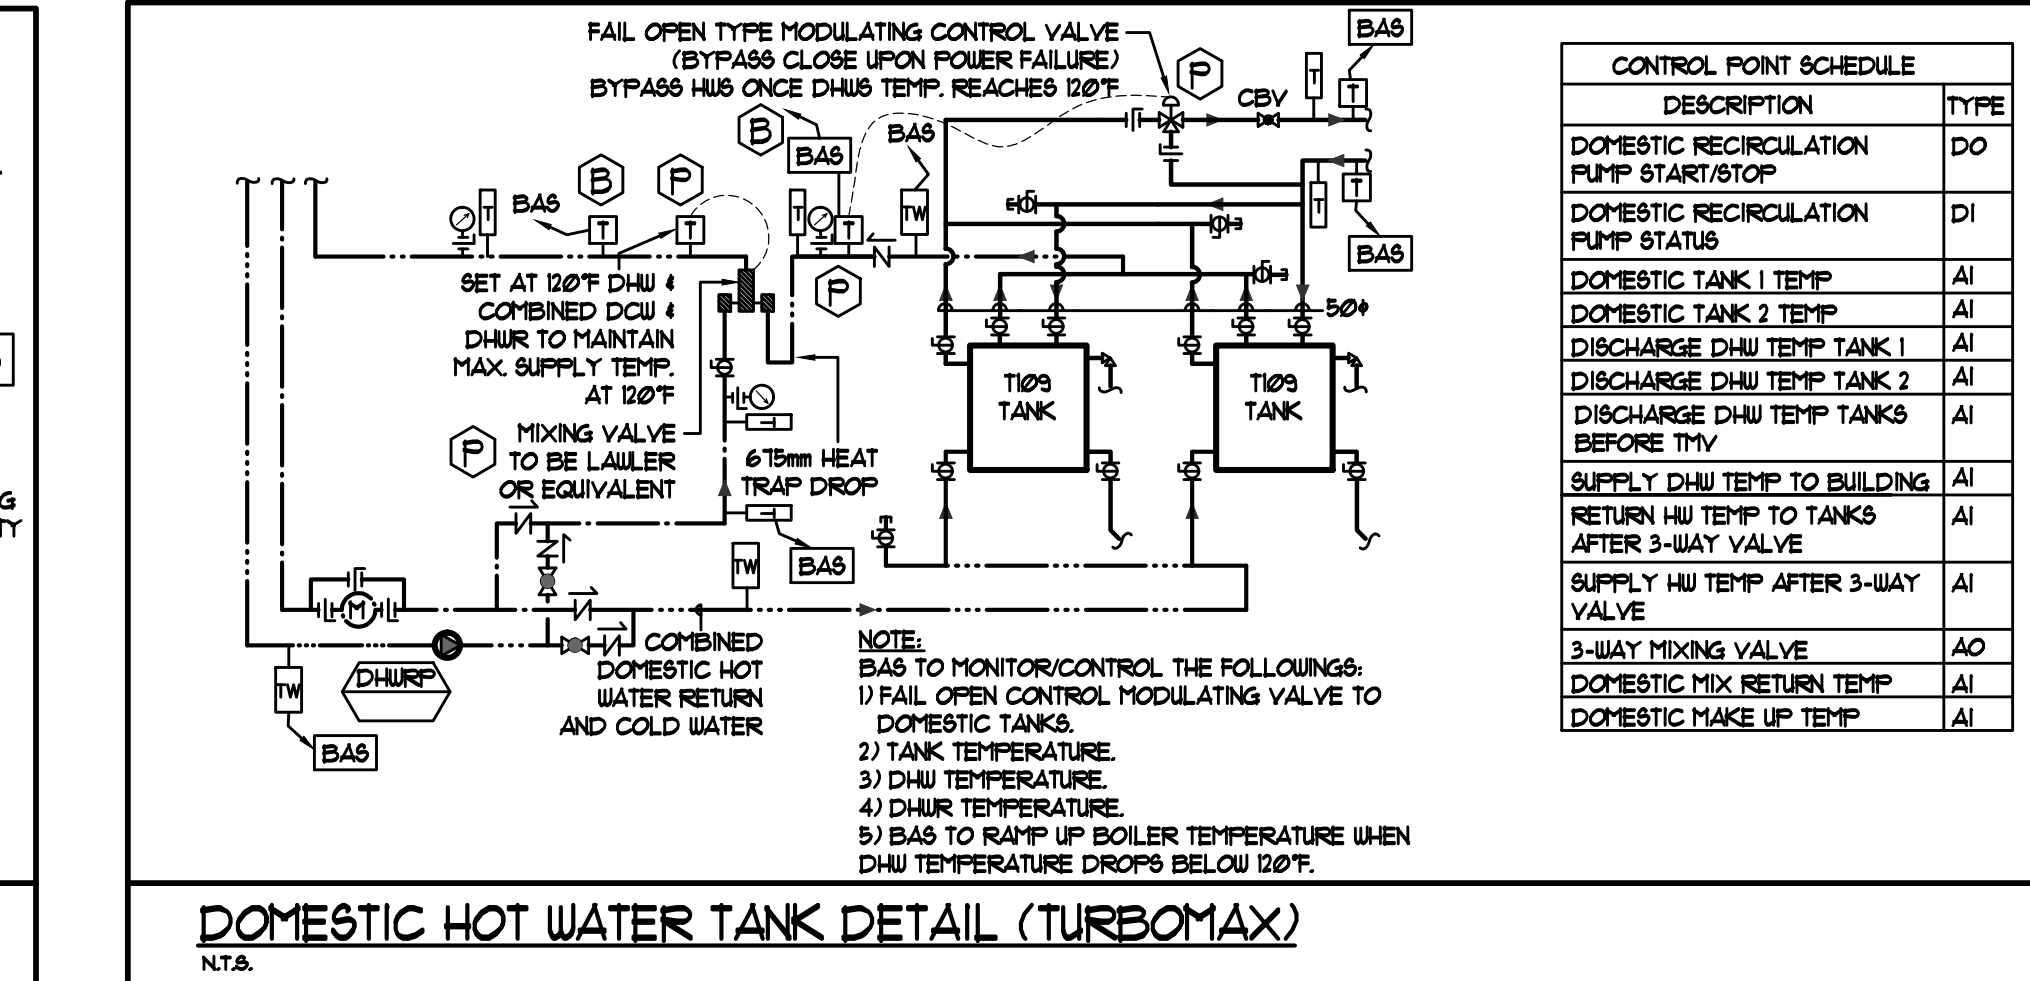 FAIL OPEN TYPE MODULATING CONTROL VALVE
(BYPASS CLOSE UPON POWER FAILURE)
BYPASS HWS ONCE DHWS TEMP. REACHES 120°F
BAS
P
T
T
CBV
B
BAS
BAS
B
P
BAS
T
T
T
T
T
TW
T
T
BAS
P
SET AT 120°F DHW &
COMBINED DCW &
DHWR TO MAINTAIN
MAX. SUPPLY TEMP.
AT 120°F
50ø
T109
TANK
T109
TANK
P
MIXING VALVE
TO BE LAWLER
OR EQUIVALENT
675mm HEAT
TRAP DROP
TW
BAS
M
DHWRP
TW
BAS
COMBINED
DOMESTIC HOT
WATER RETURN
AND COLD WATER
NOTE:
BAS TO MONITOR/CONTROL THE FOLLOWINGS:
1) FAIL OPEN CONTROL MODULATING VALVE TO
DOMESTIC TANKS.
2) TANK TEMPERATURE.
3) DHW TEMPERATURE.
4) DHWR TEMPERATURE.
5) BAS TO RAMP UP BOILER TEMPERATURE WHEN
DHW TEMPERATURE DROPS BELOW 120°F.
CONTROL POINT SCHEDULE
DESCRIPTION TYPE
DOMESTIC RECIRCULATION DO
PUMP START/STOP
DOMESTIC RECIRCULATION DI
PUMP STATUS
DOMESTIC TANK 1 TEMP AI
DOMESTIC TANK 2 TEMP AI
DISCHARGE DHW TEMP TANK 1 AI
DISCHARGE DHW TEMP TANK 2 AI
DISCHARGE DHW TEMP TANKS AI
BEFORE TMV
SUPPLY DHW TEMP TO BUILDING AI
RETURN HW TEMP TO TANKS AI
AFTER 3-WAY VALVE
SUPPLY HW TEMP AFTER 3-WAY AI
VALVE
3-WAY MIXING VALVE AO
DOMESTIC MIX RETURN TEMP AI
DOMESTIC MAKE UP TEMP AI
DOMESTIC HOT WATER TANK DETAIL (TURBOMAX)
N.T.S.